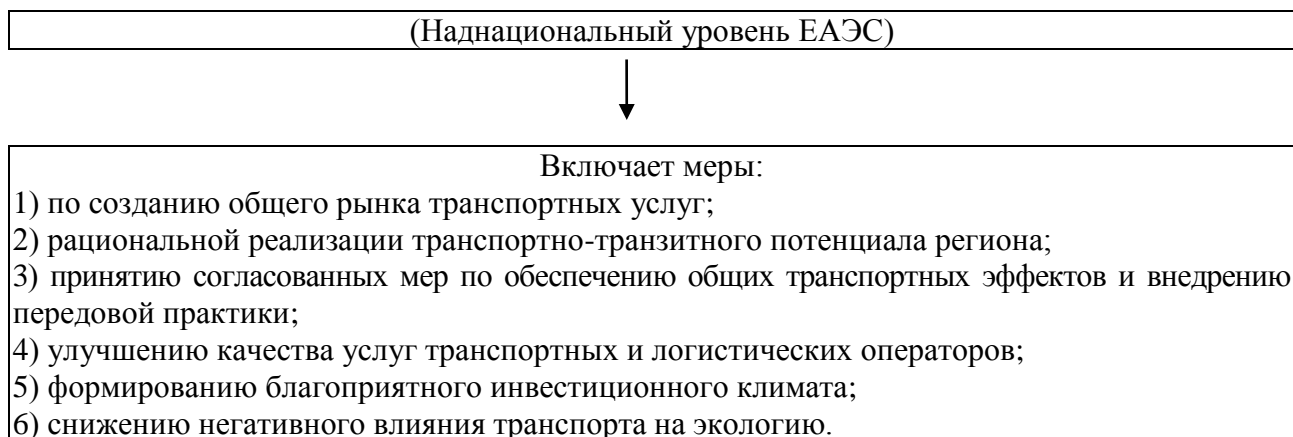 (Наднациональный уровень ЕАЭС)
Включает меры:
1) по созданию общего рынка транспортных услуг;
2) рациональной реализации транспортно-транзитного потенциала региона;
3) принятию согласованных мер по обеспечению общих транспортных эффектов и внедрению
передовой практики;
4) улучшению качества услуг транспортных и логистических операторов;
5) формированию благоприятного инвестиционного климата;
6) снижению негативного влияния транспорта на экологию.